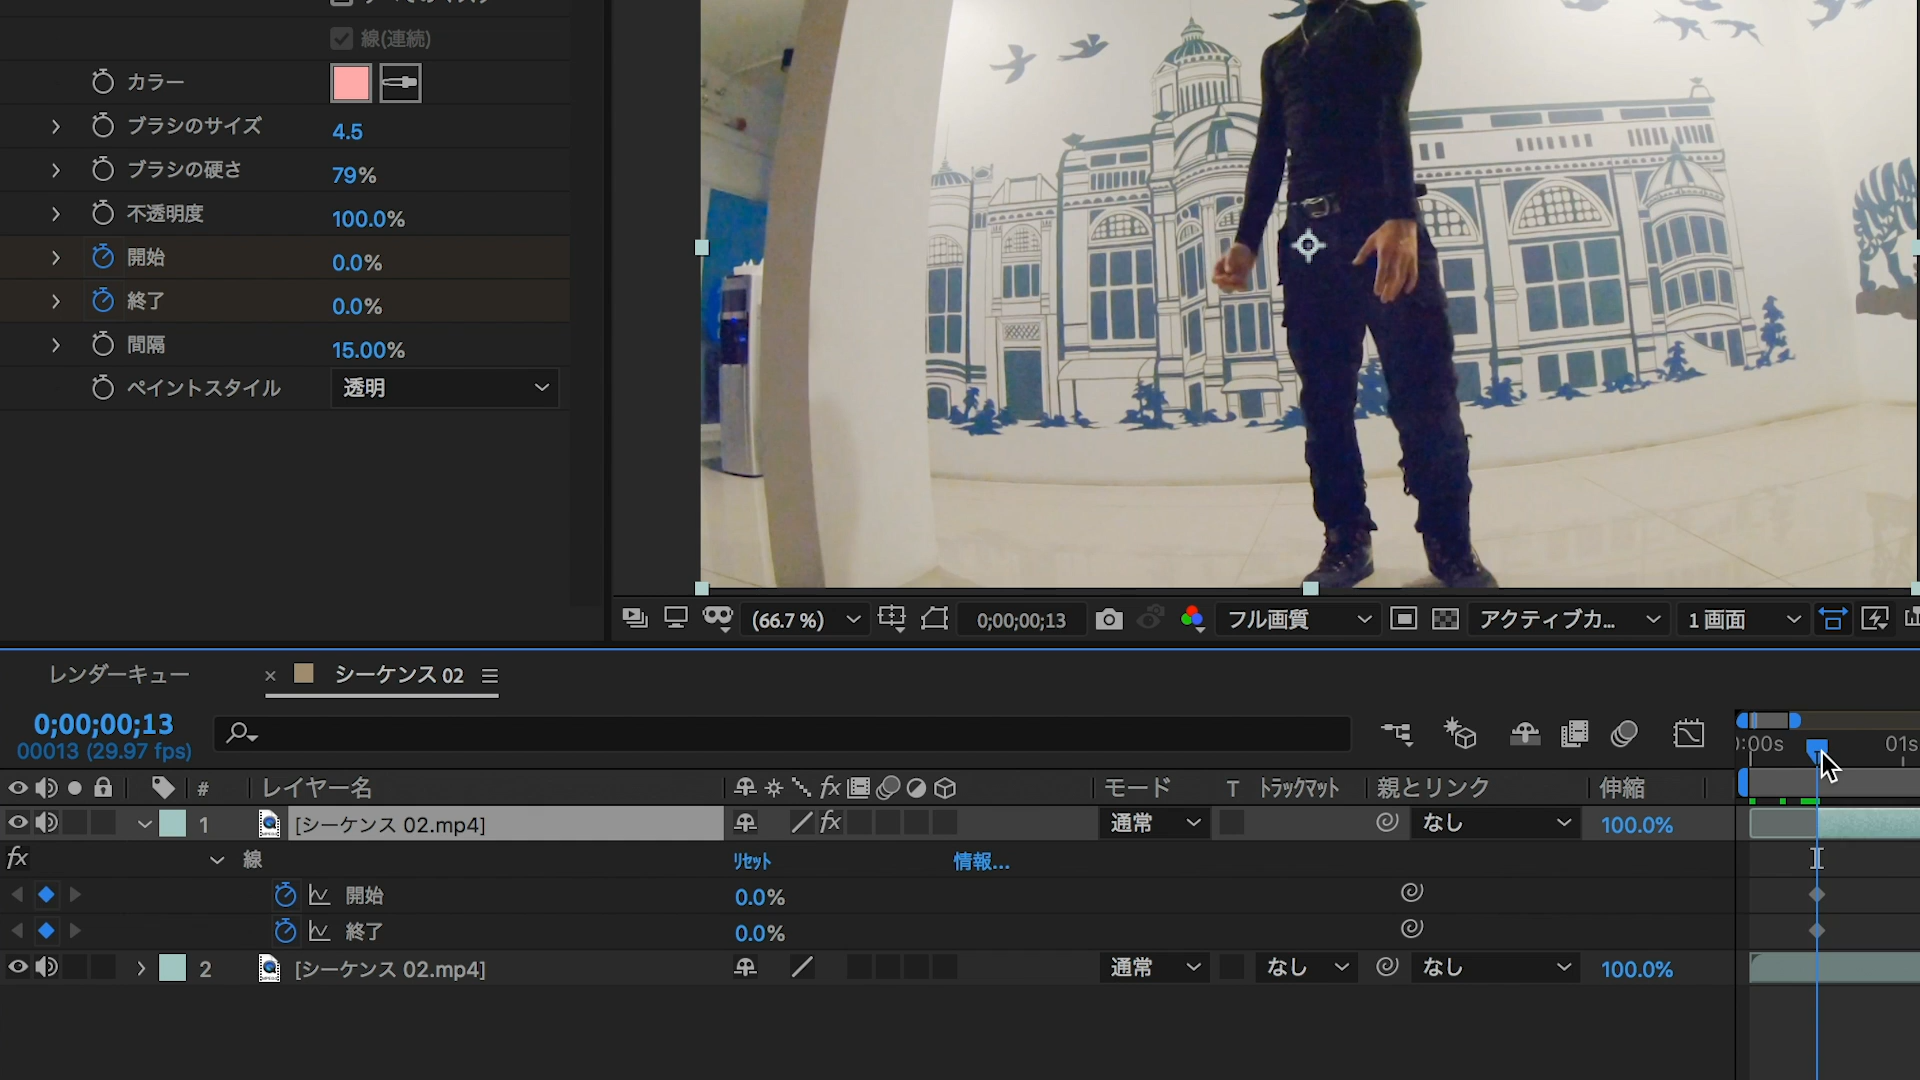 線(連続)
カラー
ブラシのサイズ 4.5
ブラシの硬さ 79%
不透明度 100.0%
開始 0.0%
終了 0.0%
間隔 15.00%
ペイントスタイル 透明
(66.7 %) 0;00;00;13 フル画質 アクティブカ... 1 画面
レンダーキュー × シーケンス 02
0;00;00;13
00013 (29.97 fps)
:00s 01s
# レイヤー名 fx モード T トラックマット 親とリンク 伸縮
1 [シーケンス 02.mp4] fx 通常 なし 100.0%
fx 線 リセット 情報...
開始 0.0%
終了 0.0%
2 [シーケンス 02.mp4] 通常 なし なし 100.0%